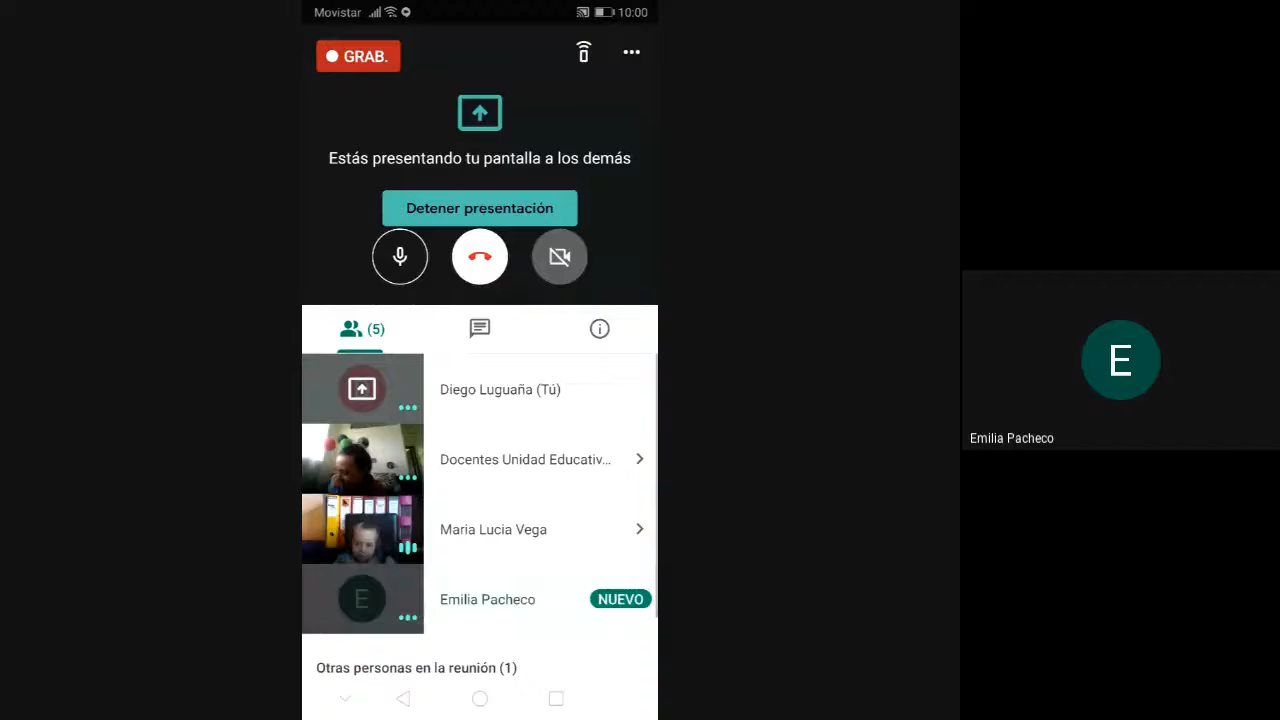 Movistar 10:00
GRAB.
Estás presentando tu pantalla a los demás
Detener presentación
(5)
Diego Luguaña (Tú)
Docentes Unidad Educativ...
Maria Lucia Vega
E
Emilia Pacheco NUEVO
Otras personas en la reunión (1)
E
Emilia Pacheco